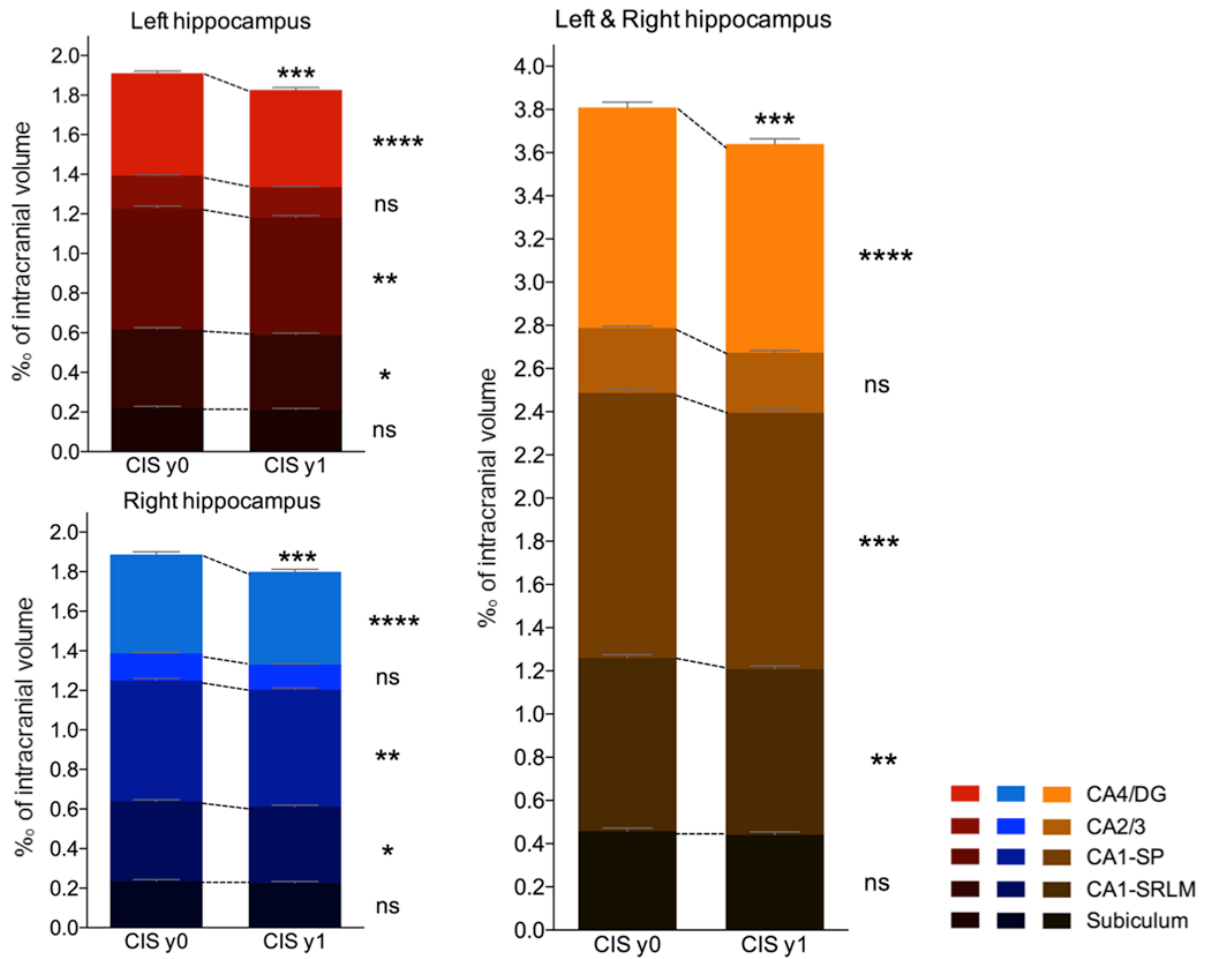 Left hippocampus
‰ of intracranial volume
2.0
1.8
1.6
1.4
1.2
1.0
0.8
0.6
0.4
0.2
0.0
***
****
ns
**
*
ns
CIS y0 CIS y1
Right hippocampus
‰ of intracranial volume
2.0
1.8
1.6
1.4
1.2
1.0
0.8
0.6
0.4
0.2
0.0
***
****
ns
**
*
ns
CIS y0 CIS y1
Left & Right hippocampus
‰ of intracranial volume
4.0
3.8
3.6
3.4
3.2
3.0
2.8
2.6
2.4
2.2
2.0
1.8
1.6
1.4
1.2
1.0
0.8
0.6
0.4
0.2
0.0
***
****
ns
***
**
ns
CIS y0 CIS y1
CA4/DG
CA2/3
CA1-SP
CA1-SRLM
Subiculum